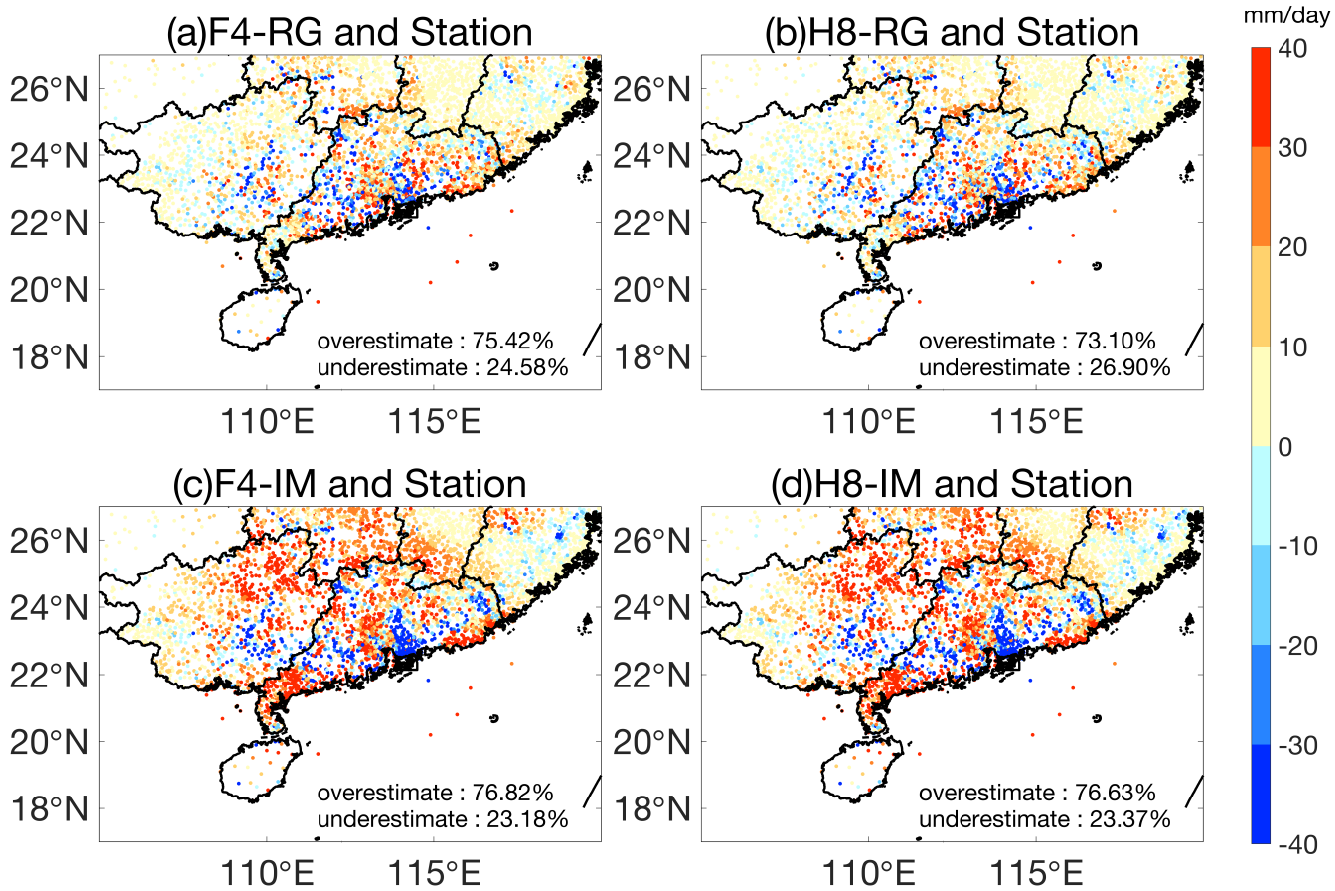 mm/day
(a)F4-RG and Station
(b)H8-RG and Station
26°N
24°N
22°N
20°N
18°N
110°E
115°E
overestimate : 75.42%
underestimate : 24.58%
26°N
24°N
22°N
20°N
18°N
110°E
115°E
overestimate : 73.10%
underestimate : 26.90%
(c)F4-IM and Station
(d)H8-IM and Station
26°N
24°N
22°N
20°N
18°N
110°E
115°E
overestimate : 76.82%
underestimate : 23.18%
26°N
24°N
22°N
20°N
18°N
110°E
115°E
overestimate : 76.63%
underestimate : 23.37%
40
30
20
10
0
-10
-20
-30
-40